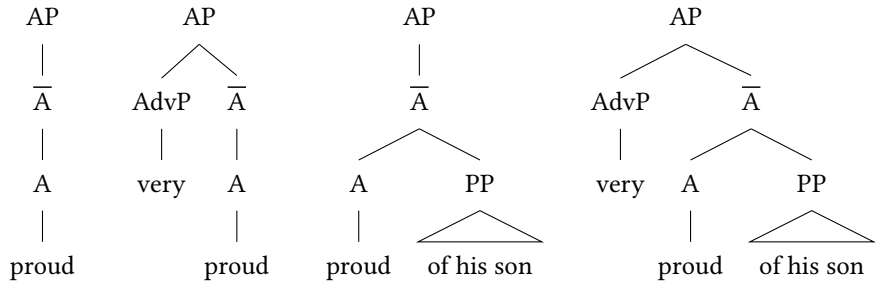 AP AP AP AP
A̅ AdvP A̅ A̅ AdvP A̅
A very A A PP very A PP
proud proud proud of his son proud of his son